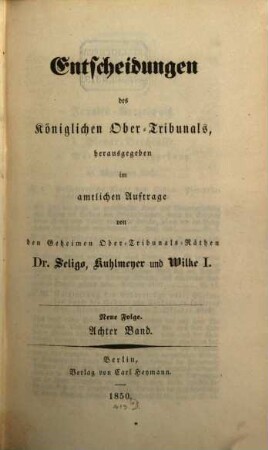 Entscheidungen
des
Königlichen Ober-Tribunals,
herausgegeben
im
amtlichen Auftrage
von
den Geheimen Ober-Tribunals-Räthen
Dr. Seligo, Kuhlmeyer und Wilke I.
Neue Folge.
Achter Band.
Berlin,
Verlag von Carl Heymann.
1850.